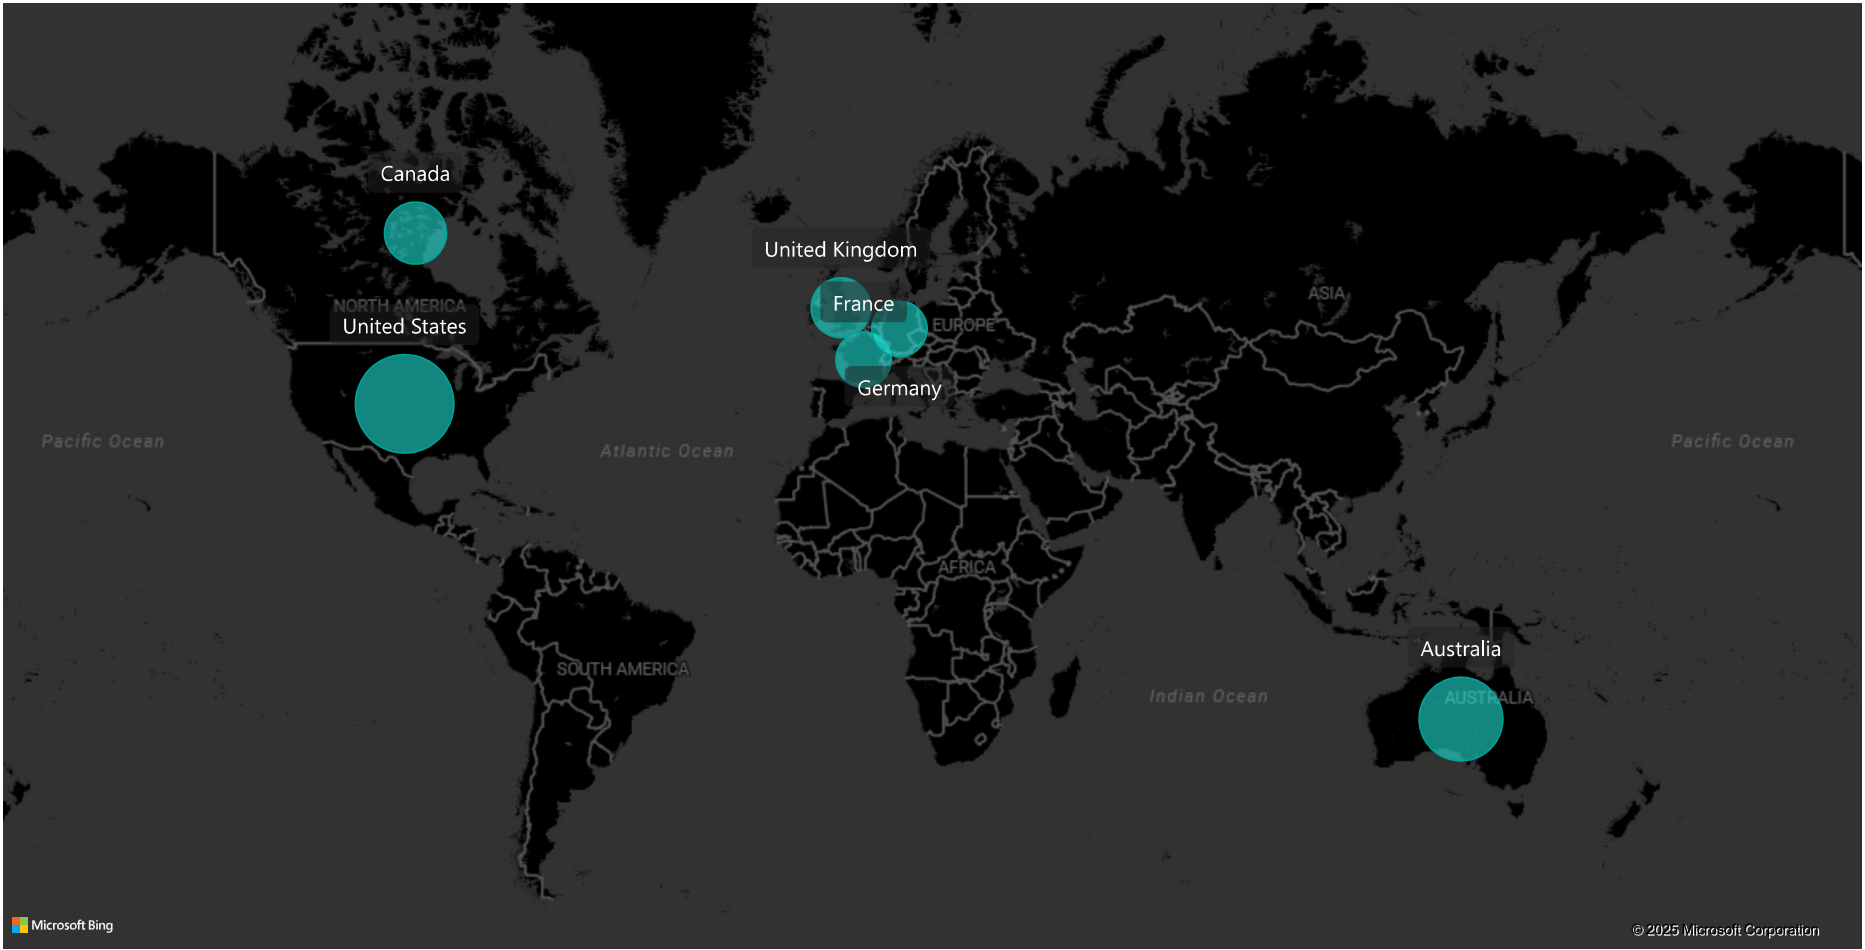 Canada
United Kingdom
ASIA
France
NORTH AMERICA
EUROPE
United States
Germany
Pacific Ocean
Atlantic Ocean
Pacific Ocean
AFRICA
Australia
SOUTH AMERICA
Indian Ocean
AUSTRALIA
Microsoft Bing
© 2025 Microsoft Corporation